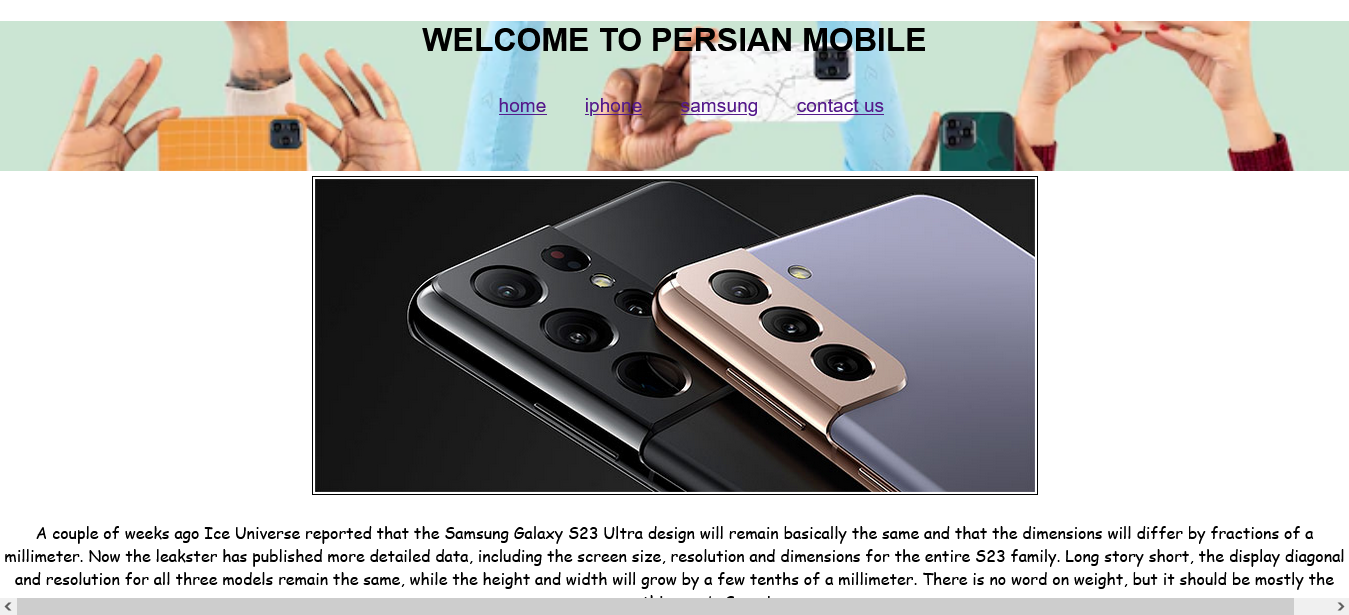 WELCOME TO PERSIAN MOBILE
home iphone samsung contact us
A couple of weeks ago Ice Universe reported that the Samsung Galaxy S23 Ultra design will remain basically the same and that the dimensions will differ by fractions of a
millimeter. Now the leakster has published more detailed data, including the screen size, resolution and dimensions for the entire S23 family. Long story short, the display diagonal
and resolution for all three models remain the same, while the height and width will grow by a few tenths of a millimeter. There is no word on weight, but it should be mostly the